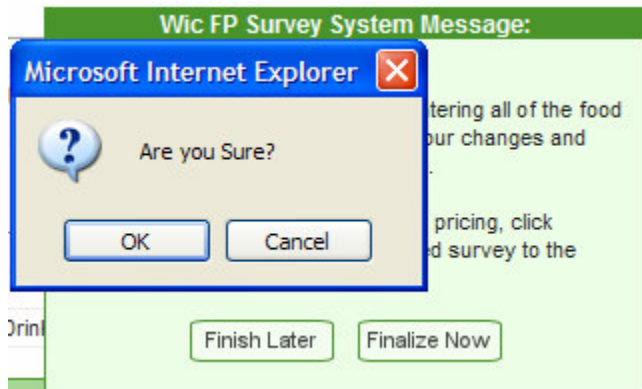 Wic FP Survey System Message:
Microsoft Internet Explorer
Are you Sure?
OK Cancel
tering all of the food
our changes and
.
pricing, click
ed survey to the
Drin
Finish Later Finalize Now